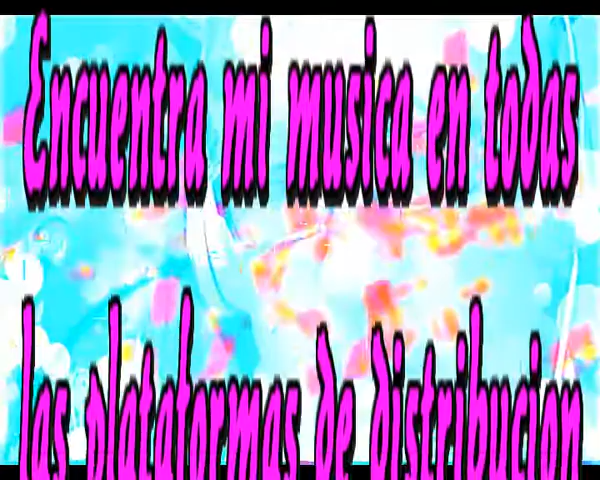 Encuentra mi musica en todas
las plataformas de distribucion